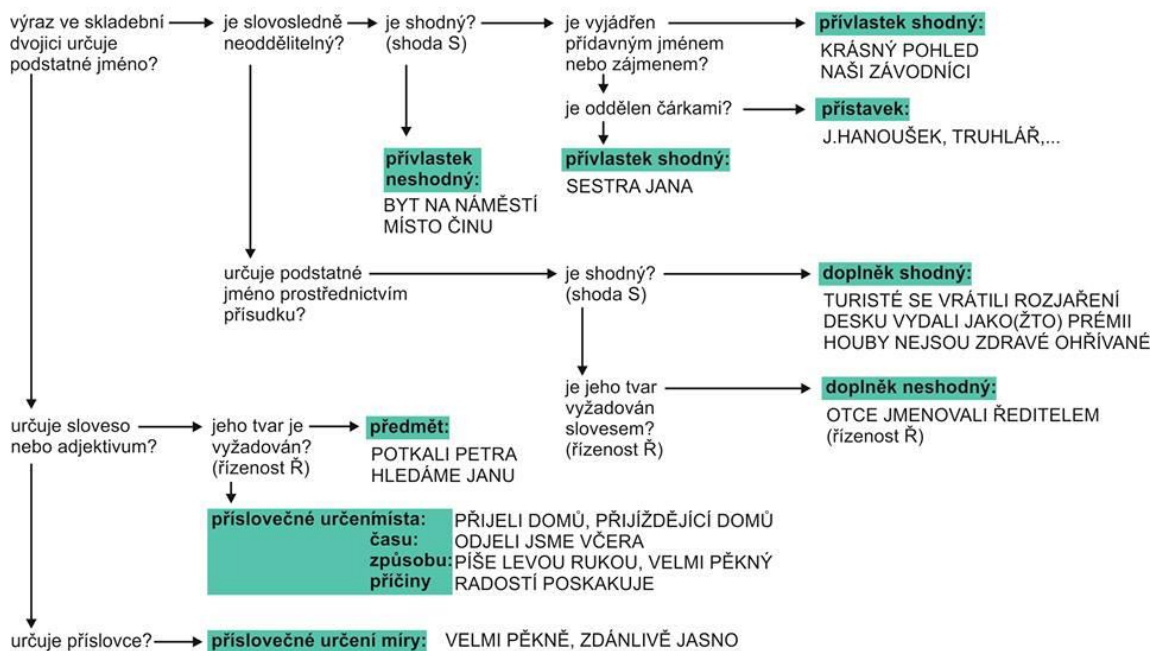 výraz ve skladební
dvojici určuje
podstatné jméno?
je slovosledně
neoddělitelný?
je shodný?
(shoda S)
je vyjádřen
přídavným jménem
nebo zájmenem?
přívlastek shodný:
KRÁSNÝ POHLED
NAŠI ZÁVODNÍCI
je oddělen čárkami?
přístavek:
J.HANOUŠEK, TRUHLÁŘ,...
přívlastek
neshodný:
BYT NA NÁMĚSTÍ
MÍSTO ČINU
přívlastek shodný:
SESTRA JANA
určuje podstatné
jméno prostřednictvím
přísudku?
je shodný?
(shoda S)
doplněk shodný:
TURISTÉ SE VRÁTILI ROZJAŘENÍ
DESKU VYDALI JAKO(ŽTO) PRÉMII
HOUBY NEJSOU ZDRAVÉ OHŘÍVANÉ
je jeho tvar
vyžadován
slovesem?
(řízenost Ř)
doplněk neshodný:
OTCE JMENOVALI ŘEDITELEM
(řízenost Ř)
určuje sloveso
nebo adjektivum?
jeho tvar je
vyžadován?
(řízenost Ř)
předmět:
POTKALI PETRA
HLEDÁME JANU
příslovečné určenímísta: PŘIJELI DOMŮ, PŘIJÍŽDĚJÍCÍ DOMŮ
času: ODJELI JSME VČERA
způsobu: PÍŠE LEVOU RUKOU, VELMI PĚKNÝ
příčiny RADOSTÍ POSKAKUJE
určuje příslovce?
příslovečné určení míry: VELMI PĚKNĚ, ZDÁNLIVĚ JASNO